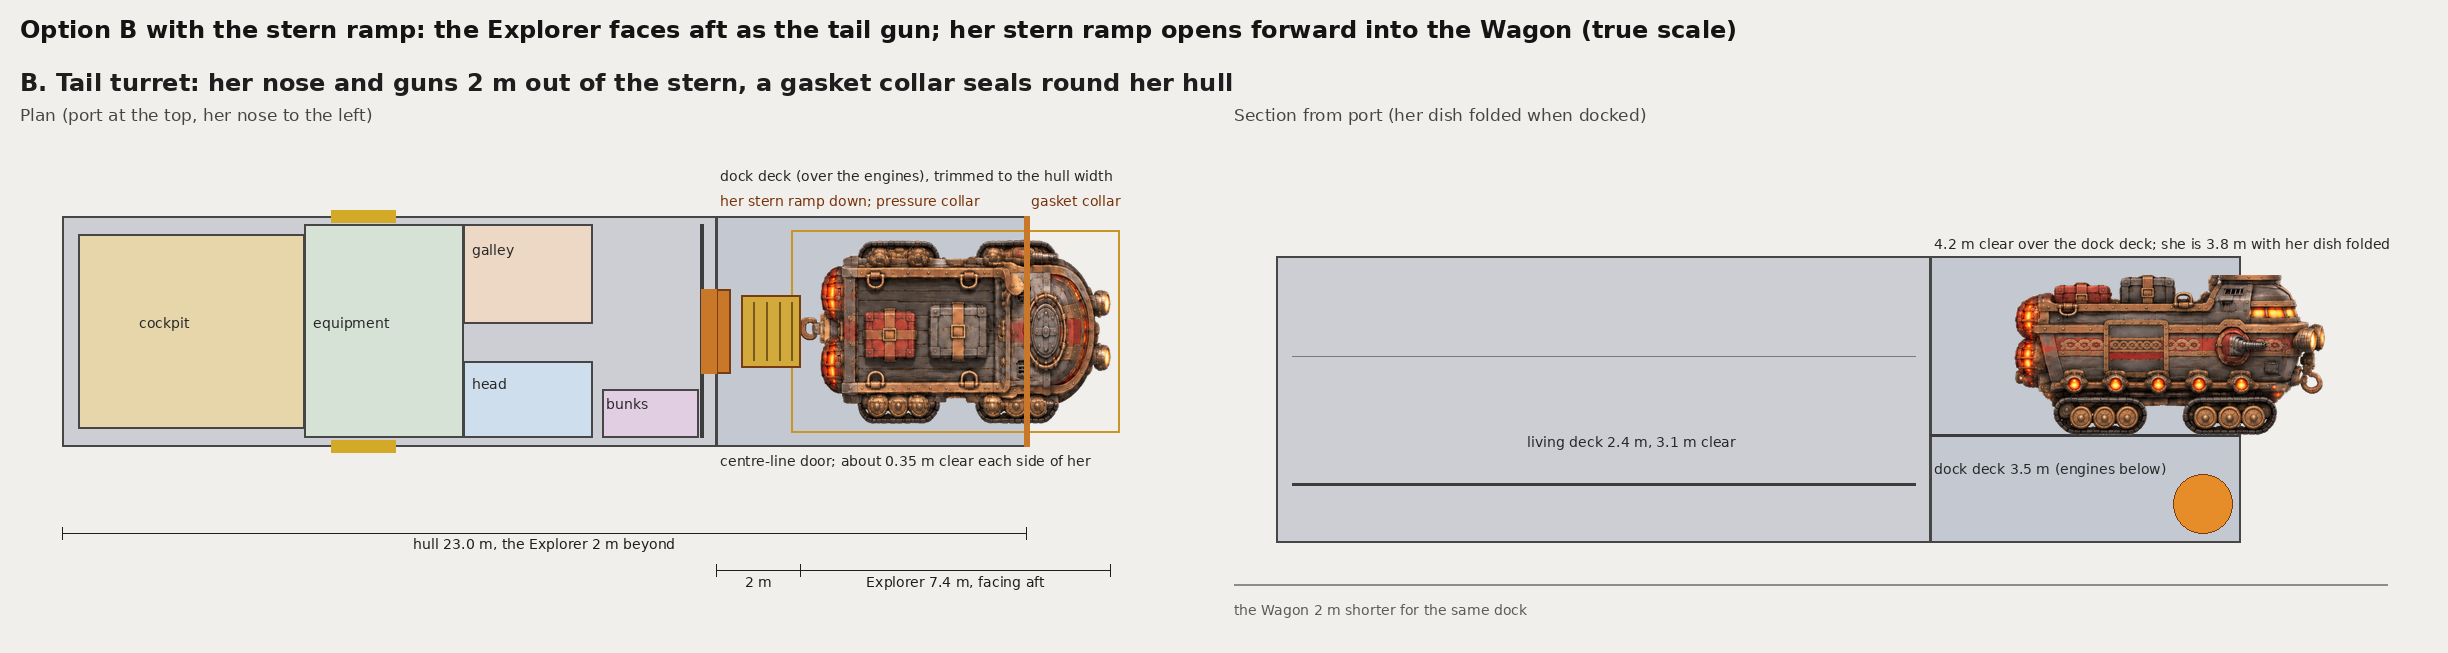 Option B with the stern ramp: the Explorer faces aft as the tail gun; her stern ramp opens forward into the Wagon (true scale)
B. Tail turret: her nose and guns 2 m out of the stern, a gasket collar seals round her hull
Plan (port at the top, her nose to the left)
Section from port (her dish folded when docked)
dock deck (over the engines), trimmed to the hull width
her stern ramp down; pressure collar
gasket collar
4.2 m clear over the dock deck; she is 3.8 m with her dish folded
galley
cockpit
equipment
head
bunks
living deck 2.4 m, 3.1 m clear
centre-line door; about 0.35 m clear each side of her
dock deck 3.5 m (engines below)
hull 23.0 m, the Explorer 2 m beyond
2 m
Explorer 7.4 m, facing aft
the Wagon 2 m shorter for the same dock